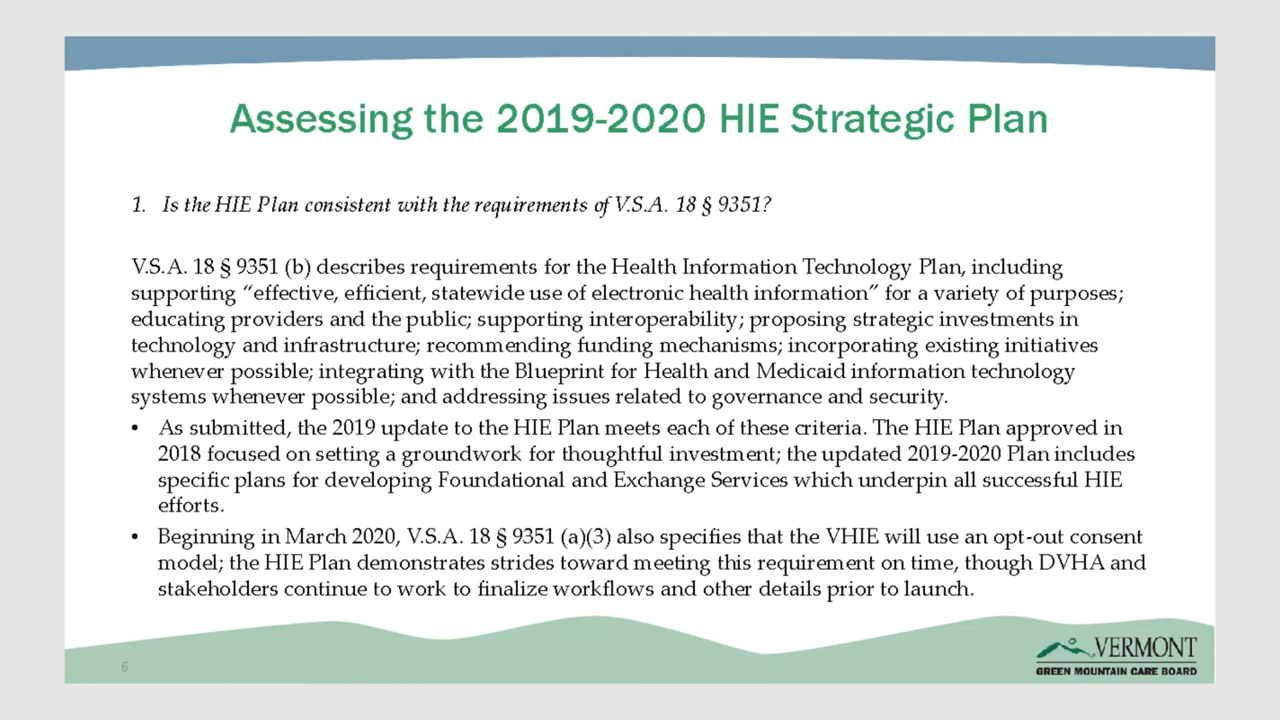 Assessing the 2019-2020 HIE Strategic Plan
1. Is the HIE Plan consistent with the requirements of V.S.A. 18 § 9351?
V.S.A. 18 § 9351 (b) describes requirements for the Health Information Technology Plan, including
supporting “effective, efficient, statewide use of electronic health information” for a variety of purposes;
educating providers and the public; supporting interoperability; proposing strategic investments in
technology and infrastructure; recommending funding mechanisms; incorporating existing initiatives
whenever possible; integrating with the Blueprint for Health and Medicaid information technology
systems whenever possible; and addressing issues related to governance and security.
• As submitted, the 2019 update to the HIE Plan meets each of these criteria. The HIE Plan approved in
2018 focused on setting a groundwork for thoughtful investment; the updated 2019-2020 Plan includes
specific plans for developing Foundational and Exchange Services which underpin all successful HIE
efforts.
• Beginning in March 2020, V.S.A. 18 § 9351 (a)(3) also specifies that the VHIE will use an opt-out consent
model; the HIE Plan demonstrates strides toward meeting this requirement on time, though DVHA and
stakeholders continue to work to finalize workflows and other details prior to launch.
6
VERMONT
GREEN MOUNTAIN CARE BOARD